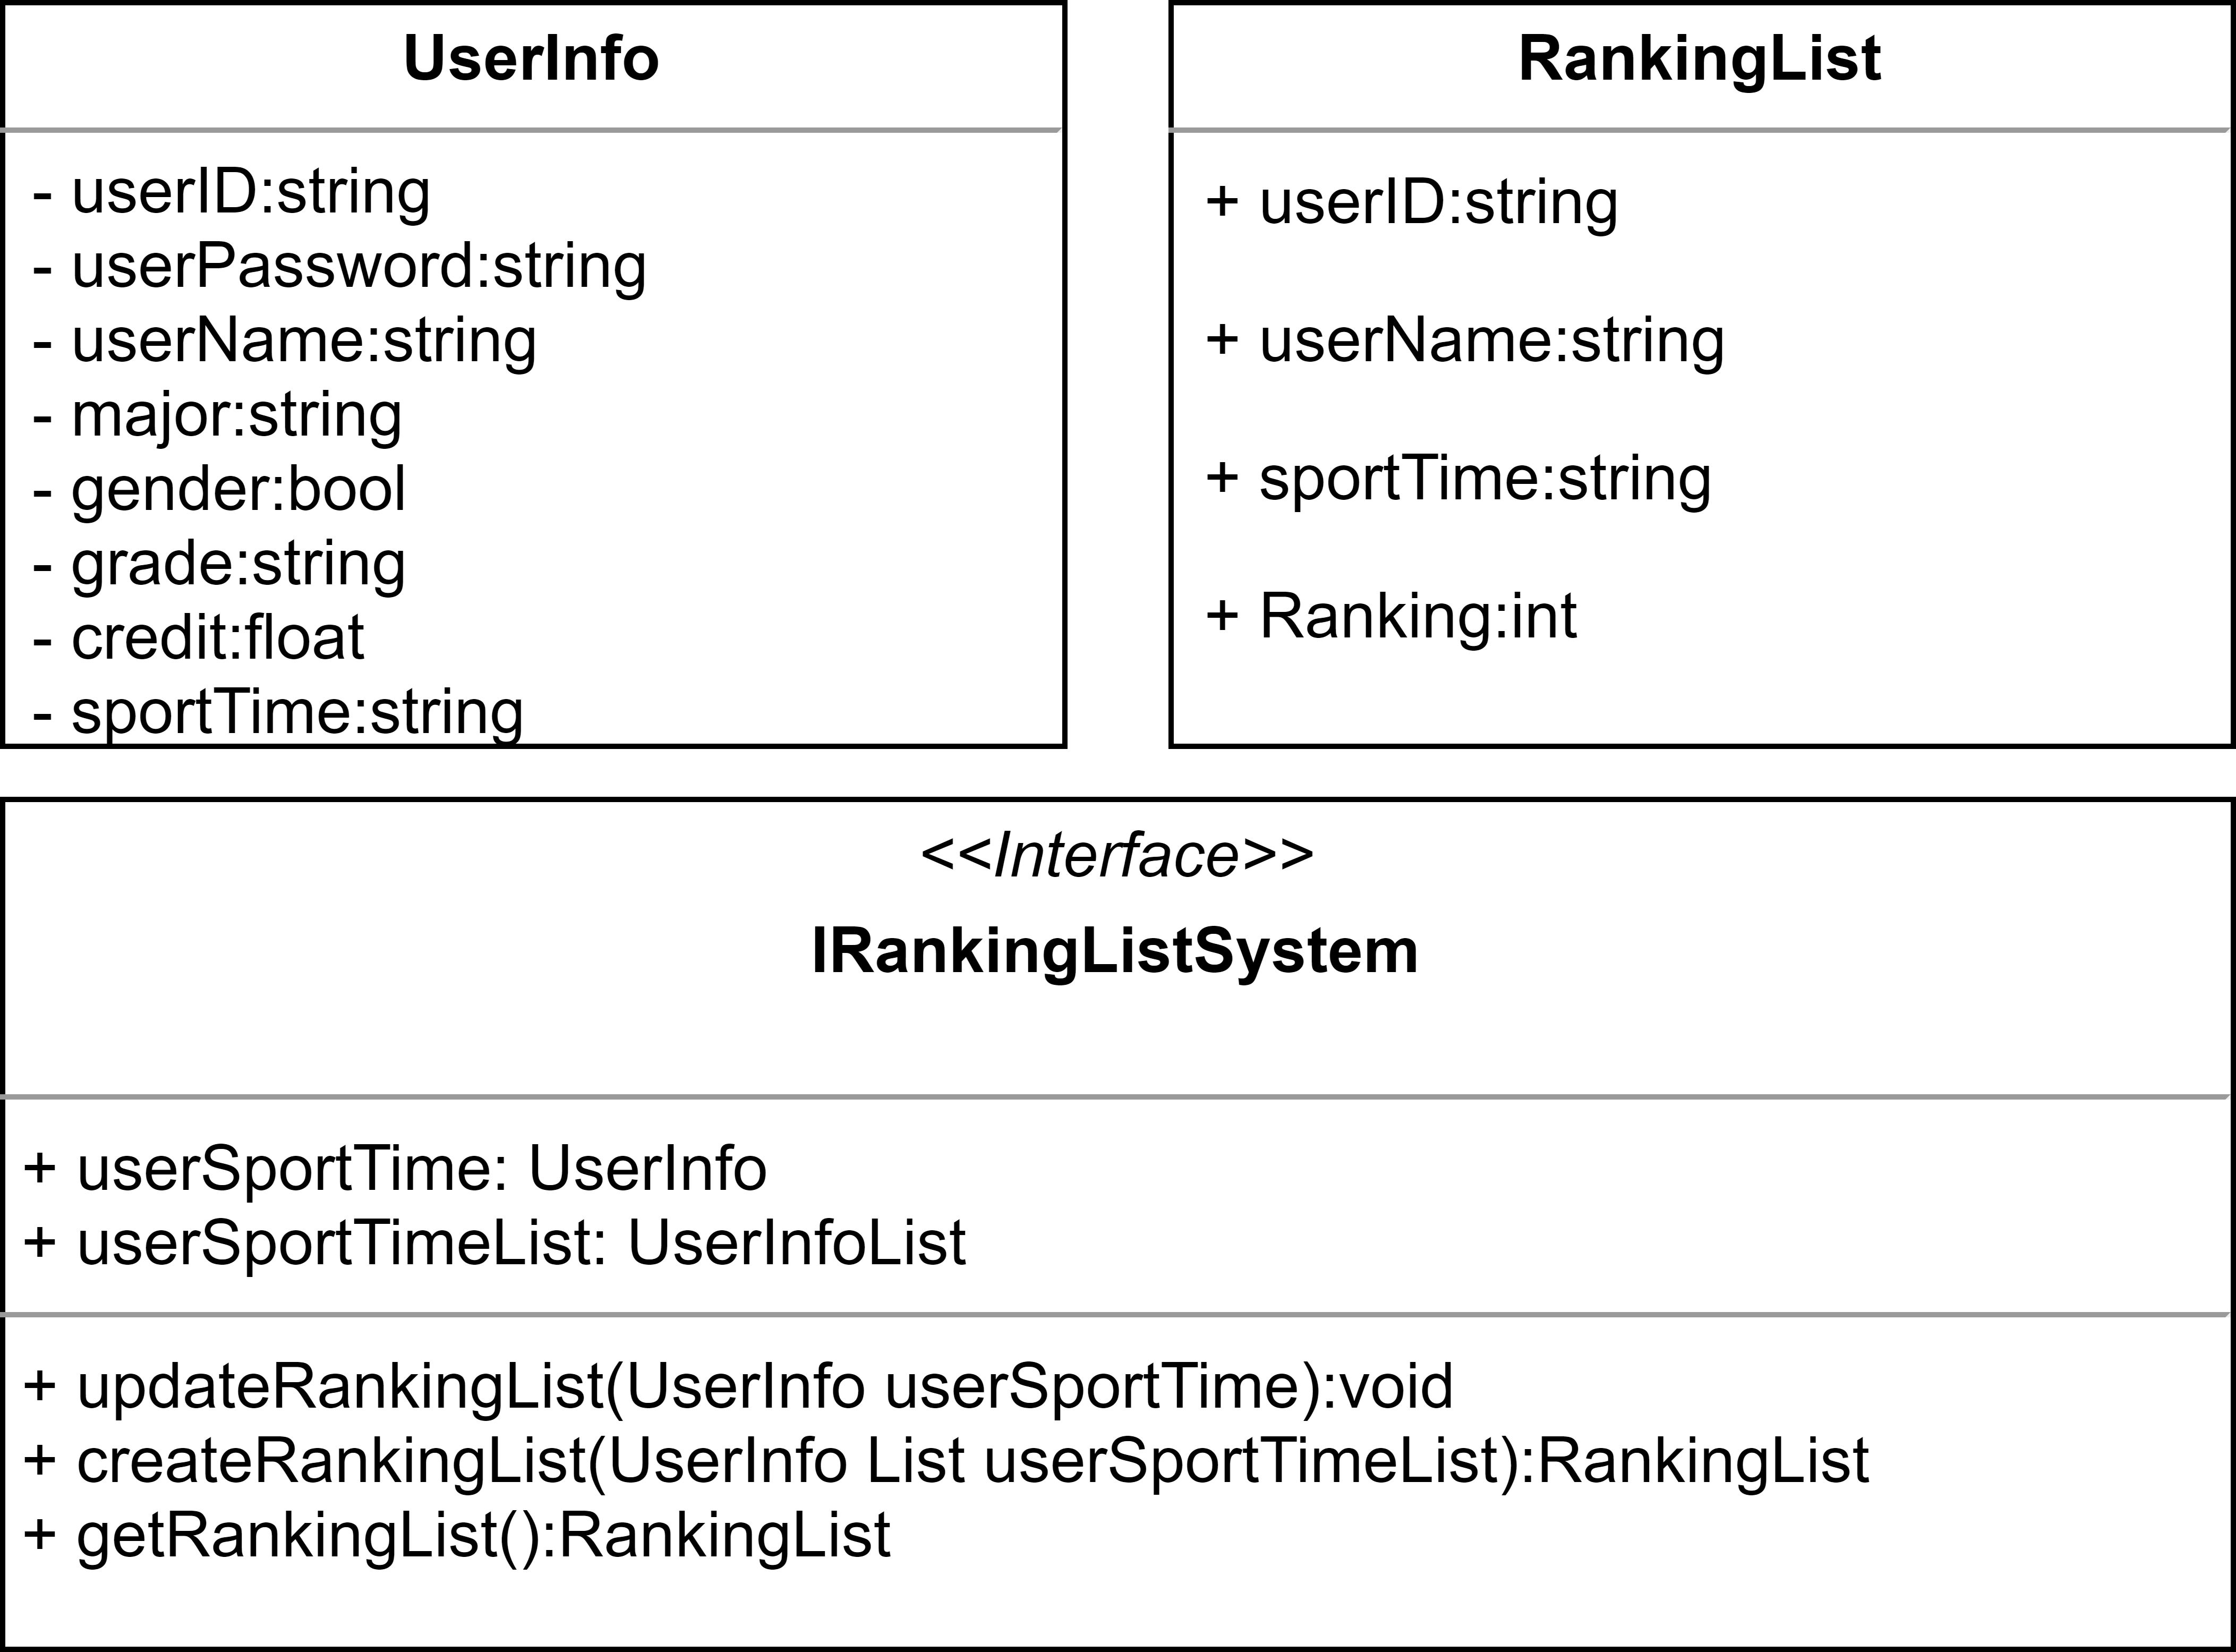 UserInfo
- userID:string
- userPassword:string
- userName:string
- major:string
- gender:bool
- grade:string
- credit:float
- sportTime:string
RankingList
+ userID:string
+ userName:string
+ sportTime:string
+ Ranking:int
<<Interface>>
IRankingListSystem
+ userSportTime: UserInfo
+ userSportTimeList: UserInfoList
+ updateRankingList(UserInfo userSportTime):void
+ createRankingList(UserInfo List userSportTimeList):RankingList
+ getRankingList():RankingList